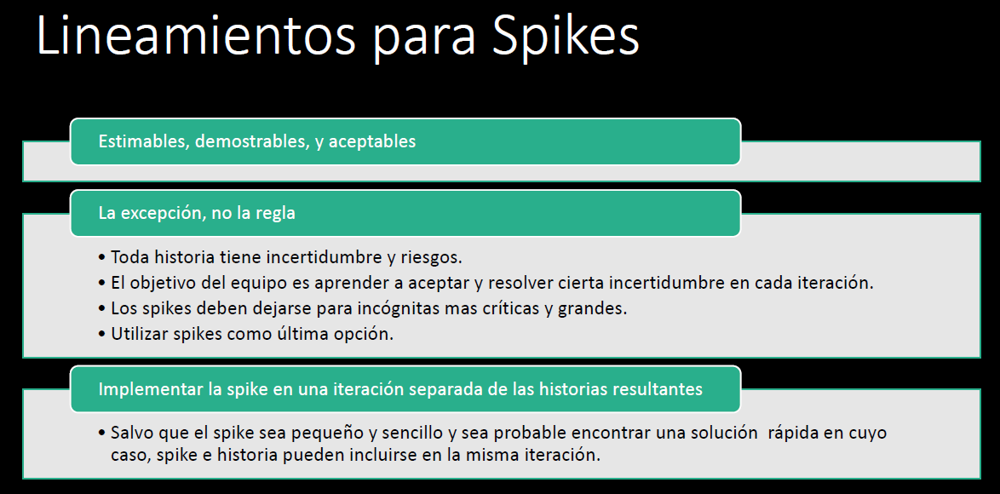 Lineamientos para Spikes
Estimables, demostrables, y aceptables
La excepción, no la regla
• Toda historia tiene incertidumbre y riesgos.
• El objetivo del equipo es aprender a aceptar y resolver cierta incertidumbre en cada iteración.
• Los spikes deben dejarse para incógnitas mas críticas y grandes.
• Utilizar spikes como última opción.
Implementar la spike en una iteración separada de las historias resultantes
• Salvo que el spike sea pequeño y sencillo y sea probable encontrar una solución  rápida en cuyo
caso, spike e historia pueden incluirse en la misma iteración.